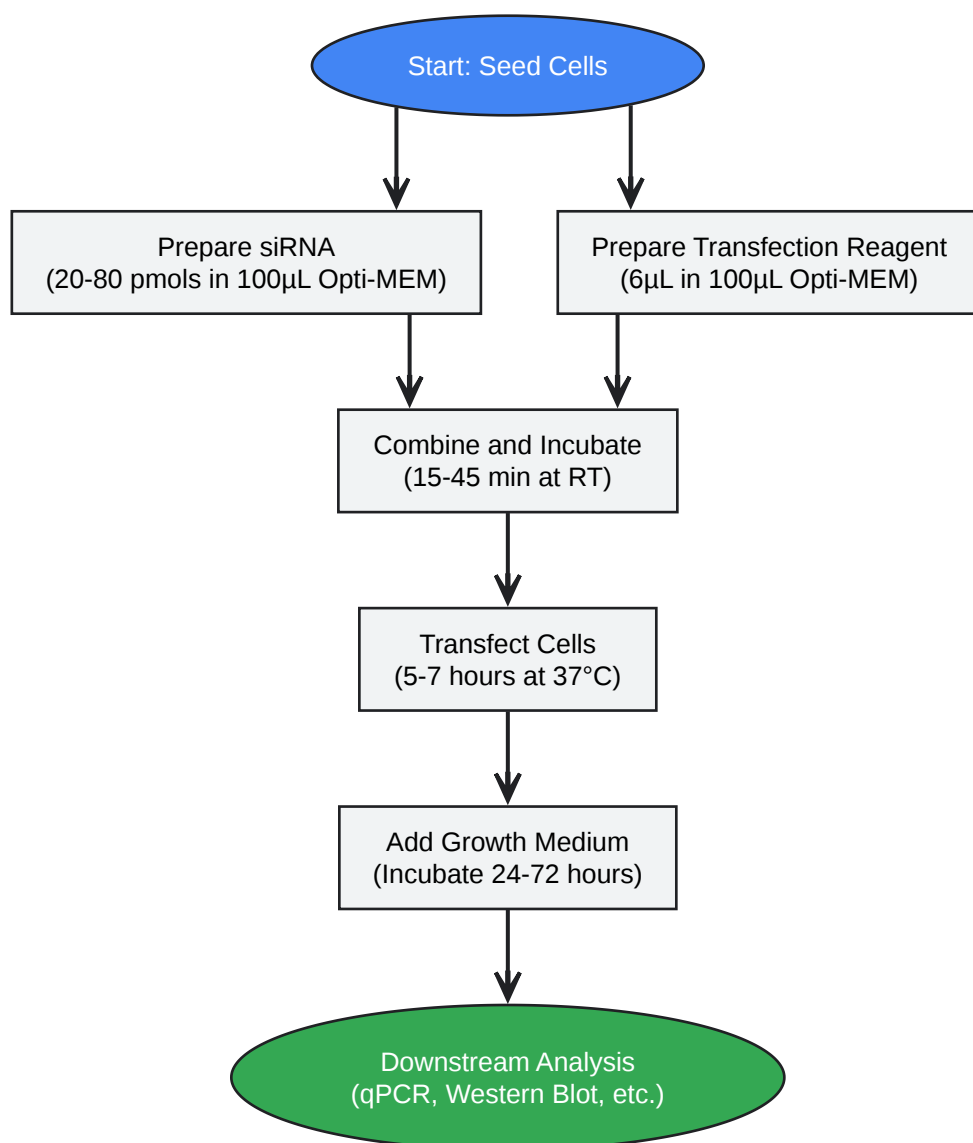 Start: Seed Cells
Prepare siRNA
(20-80 pmols in 100µL Opti-MEM)
Prepare Transfection Reagent
(6µL in 100µL Opti-MEM)
Combine and Incubate
(15-45 min at RT)
Transfect Cells
(5-7 hours at 37°C)
Add Growth Medium
(Incubate 24-72 hours)
Downstream Analysis
(qPCR, Western Blot, etc.)